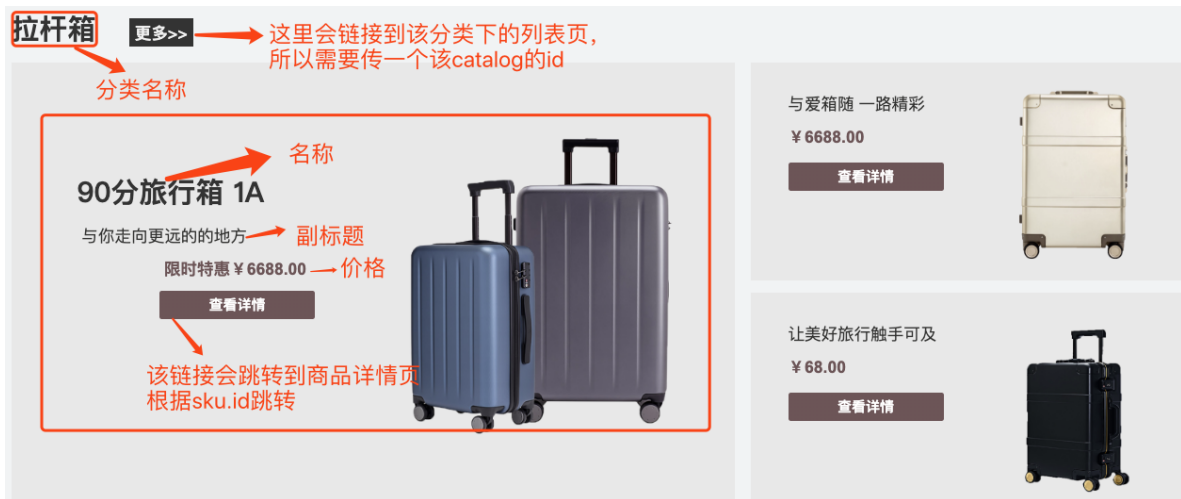 拉杆箱
更多>>
这里会链接到该分类下的列表页，
所以需要传一个该catalog的id
分类名称
名称
90分旅行箱 1A
与你走向更远的的地方
副标题
限时特惠￥6688.00
价格
查看详情
该链接会跳转到商品详情页
根据sku.id跳转
与爱箱随 一路精彩
￥6688.00
查看详情
让美好旅行触手可及
￥68.00
查看详情